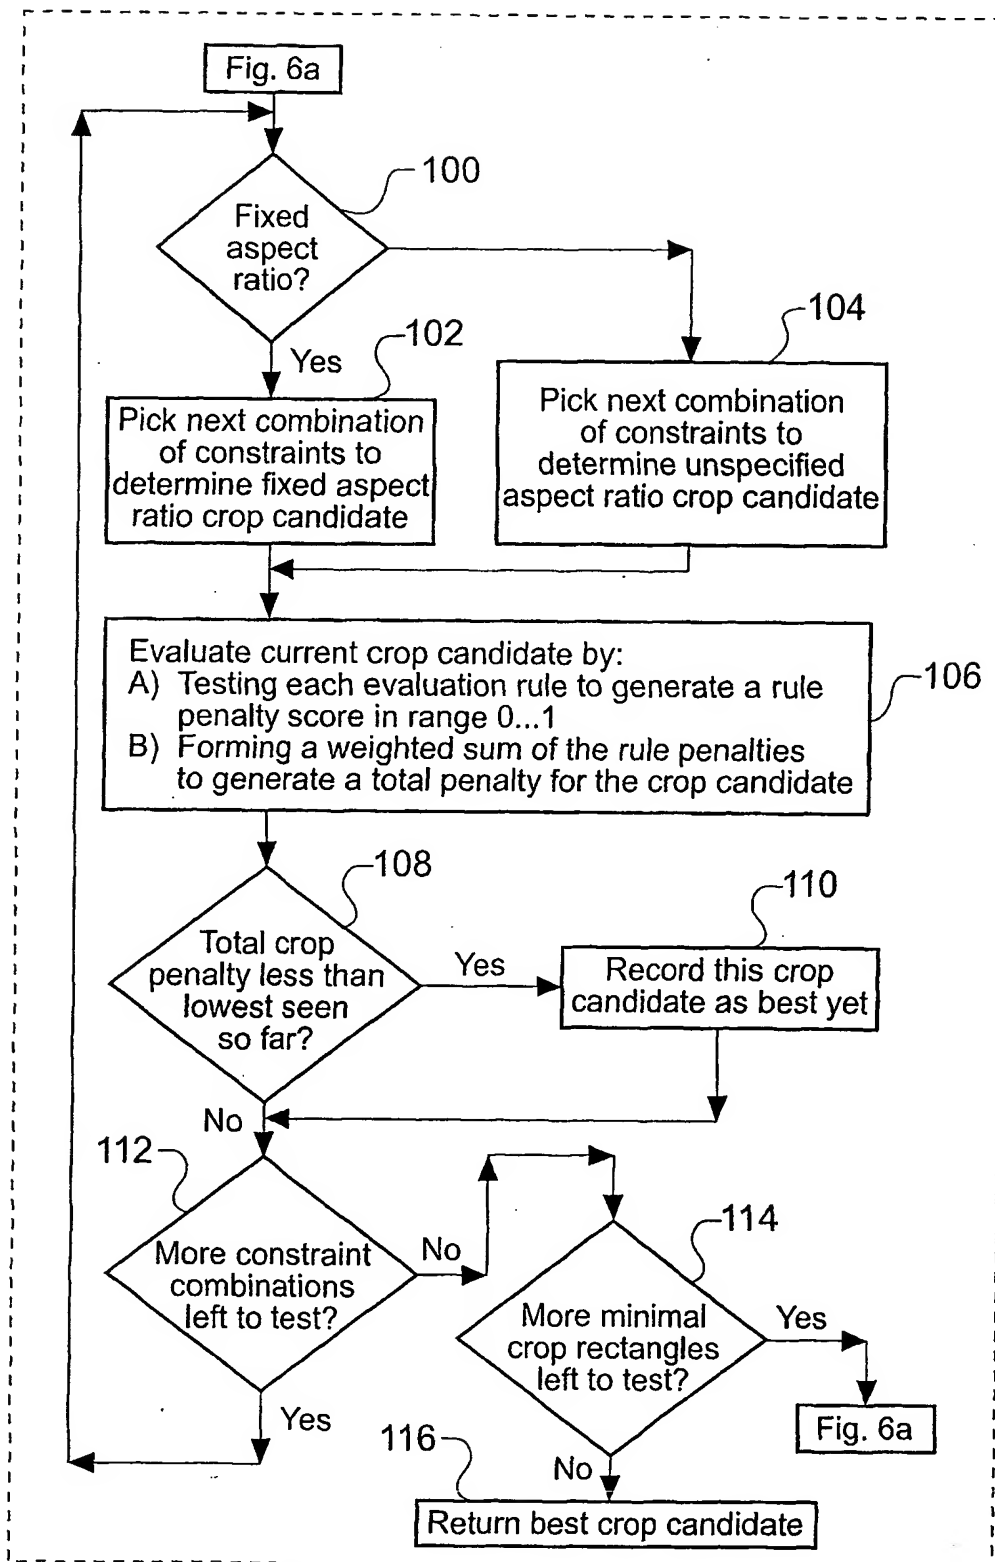 Fig. 6a
100
Fixed
aspect
ratio?
Yes
102
Pick next combination
of constraints to
determine fixed aspect
ratio crop candidate
104
Pick next combination
of constraints to
determine unspecified
aspect ratio crop candidate
106
Evaluate current crop candidate by:
A) Testing each evaluation rule to generate a rule
penalty score in range 0...1
B) Forming a weighted sum of the rule penalties
to generate a total penalty for the crop candidate
108
Total crop
penalty less than
lowest seen
so far?
Yes
110
Record this crop
candidate as best yet
No
112
More constraint
combinations
left to test?
No
Yes
114
More minimal
crop rectangles
left to test?
Yes
Fig. 6a
No
116
Return best crop candidate